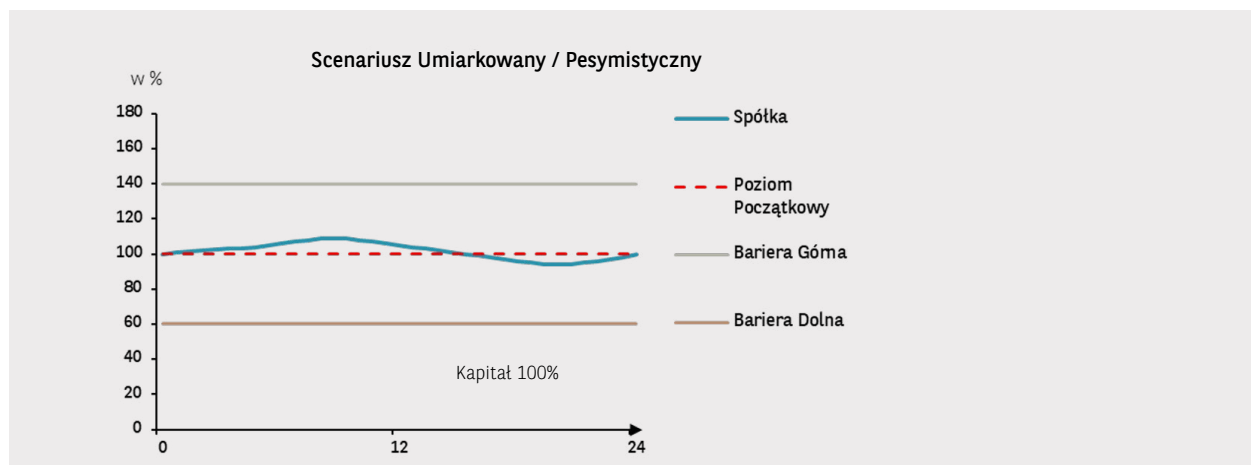 Scenariusz Umiarkowany / Pesymistyczny
w %
180
160
140
120
100
80
60
40
20
0
0
12
24
Kapitał 100%
Spółka
Poziom
Początkowy
Bariera Górna
Bariera Dolna